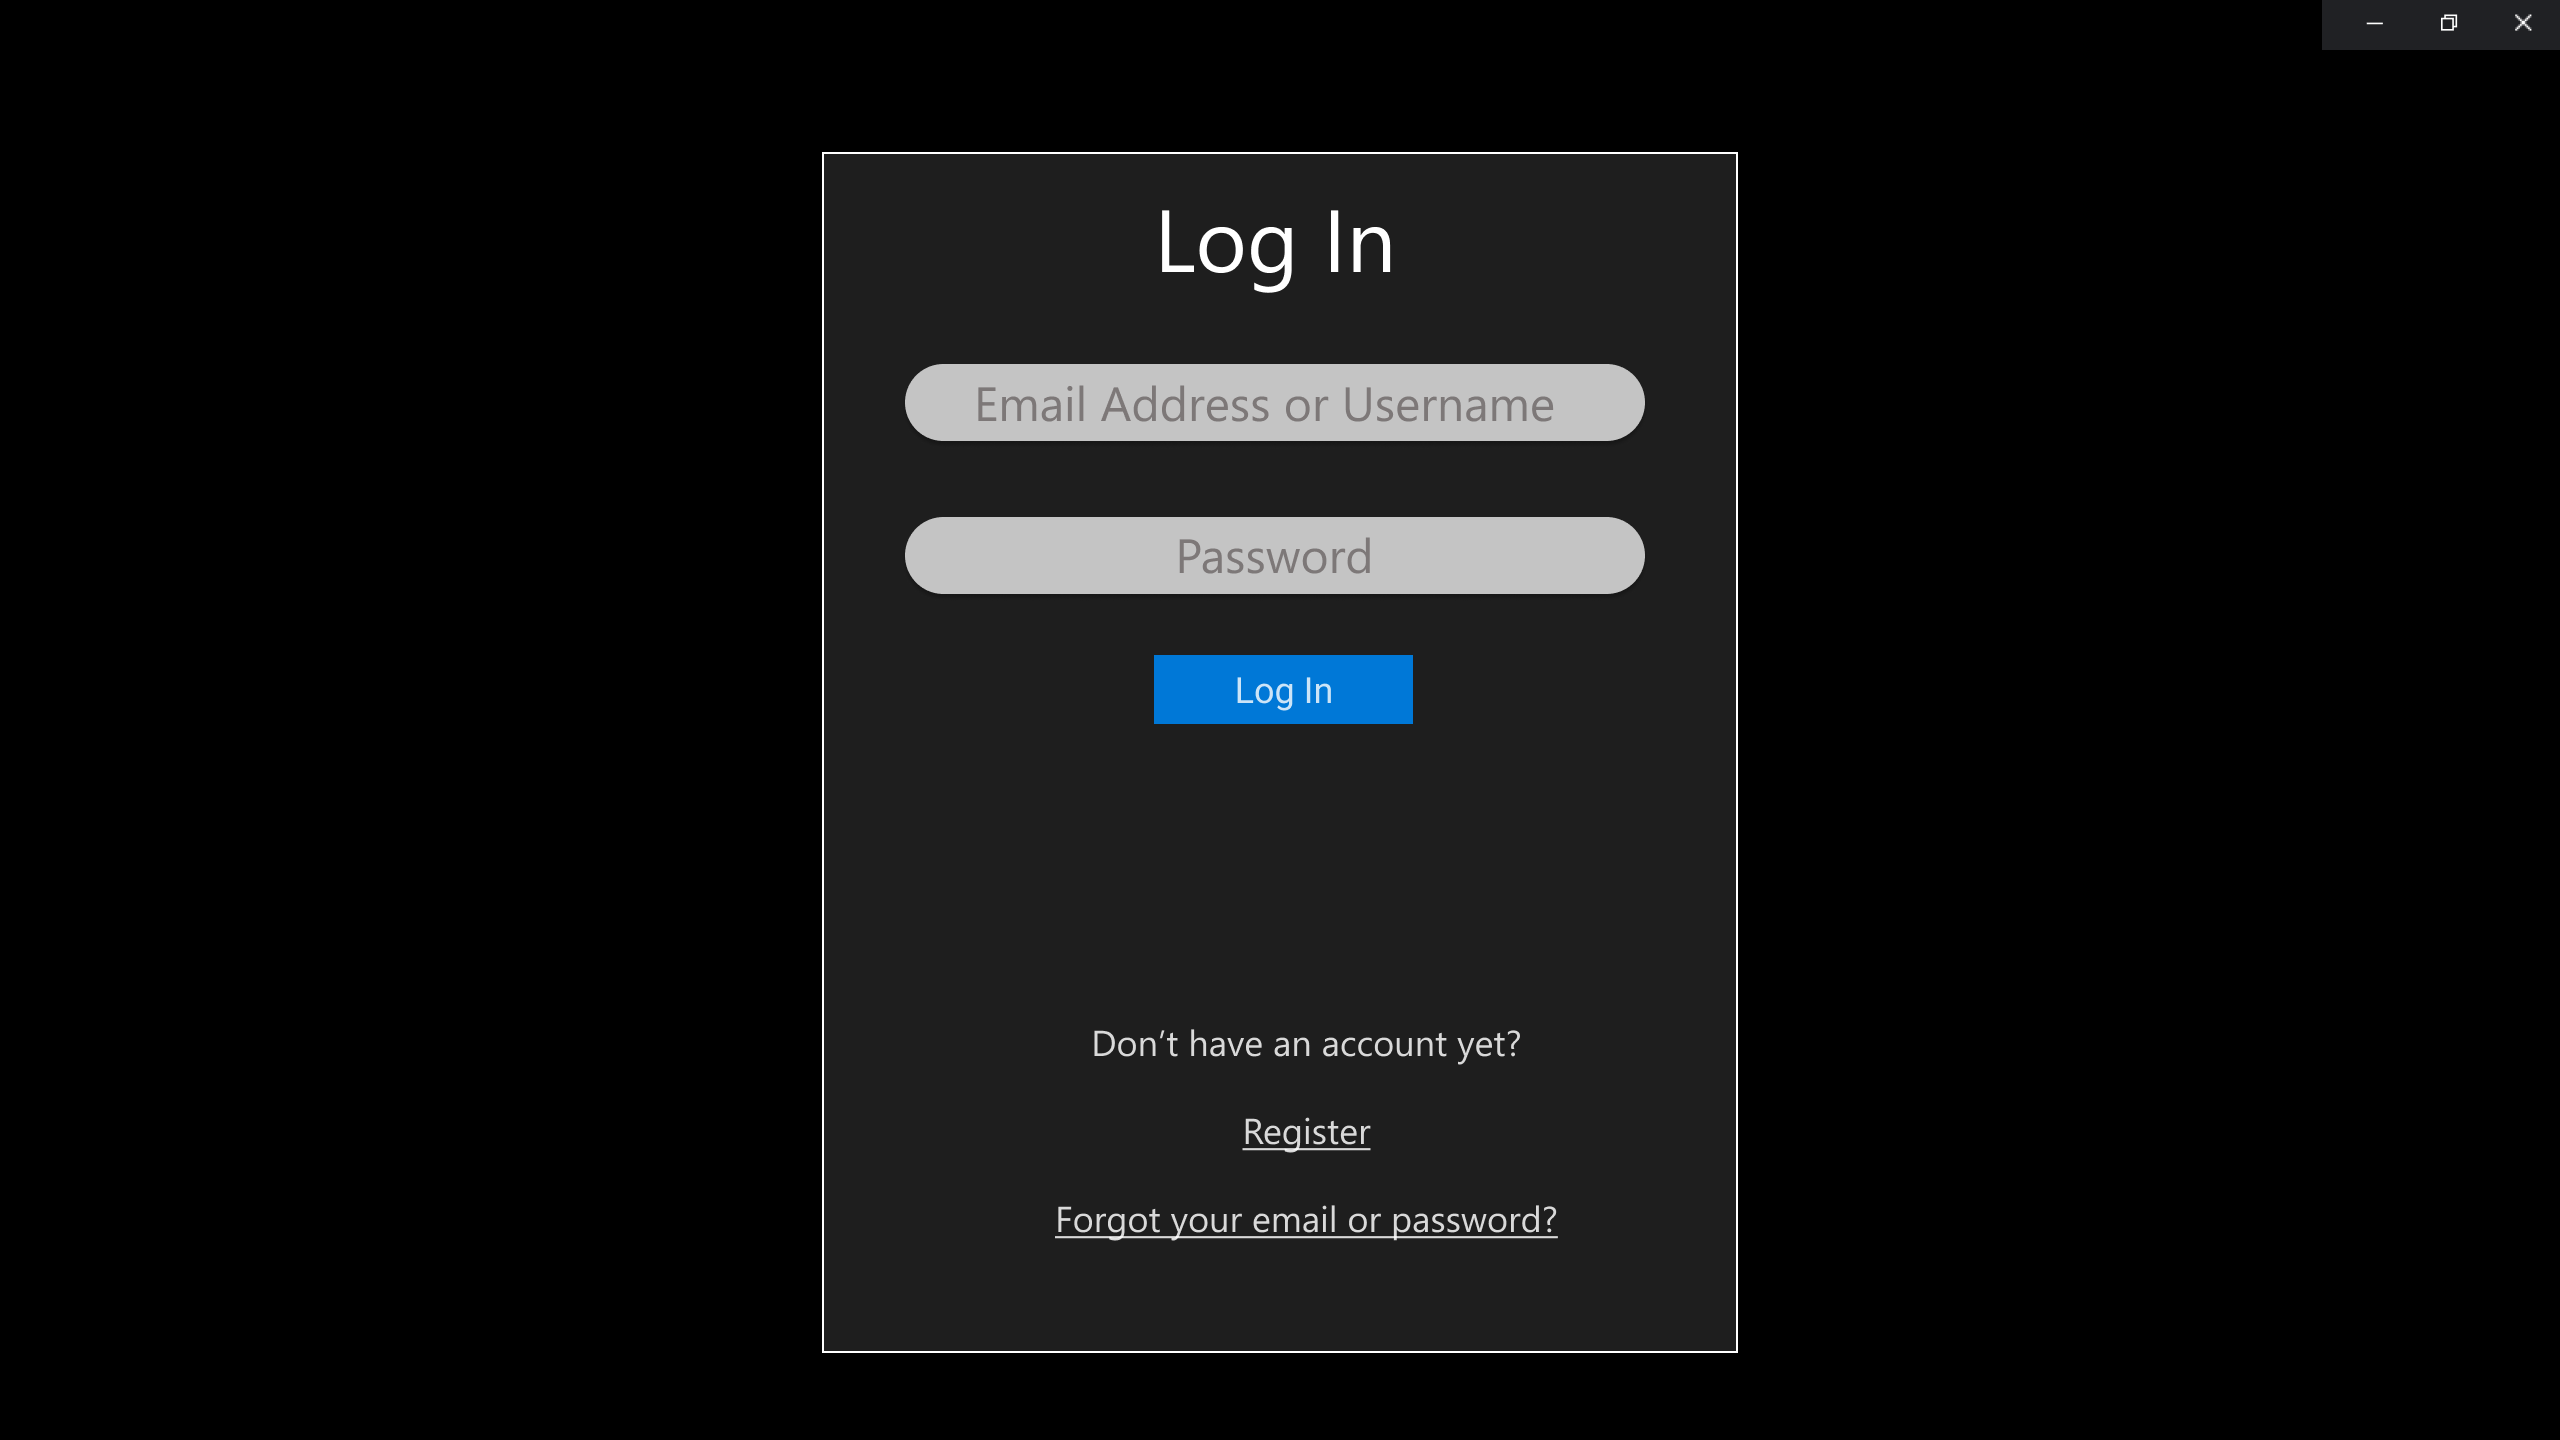 Log In
Email Address or Username
Password
Log In
Don’t have an account yet?
Register
Forgot your email or password?